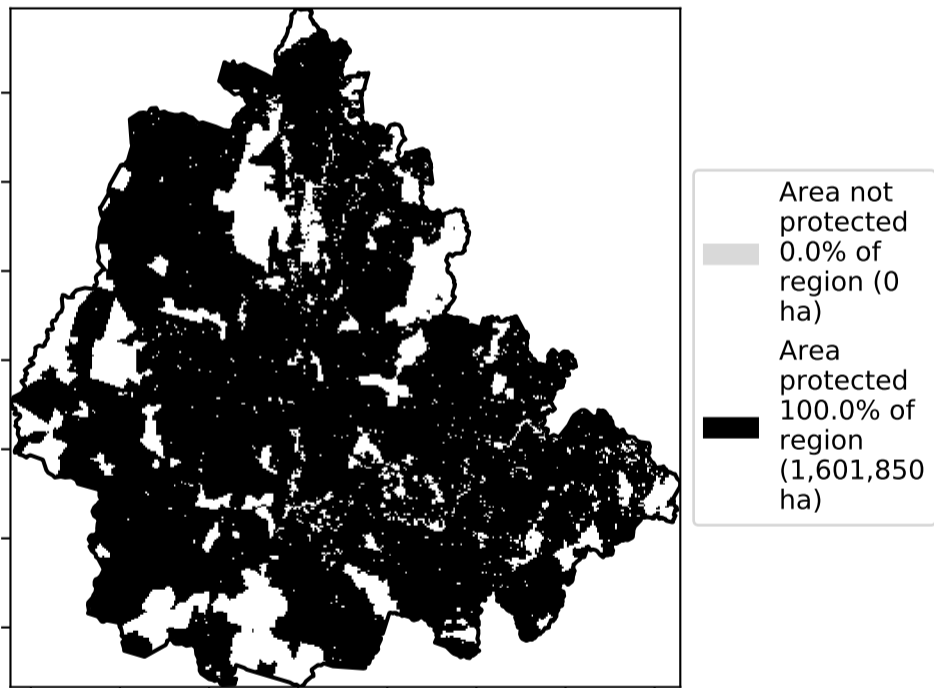 Area not
protected
0.0% of
region (0
ha)
Area
protected
100.0% of
region
(1,601,850
ha)